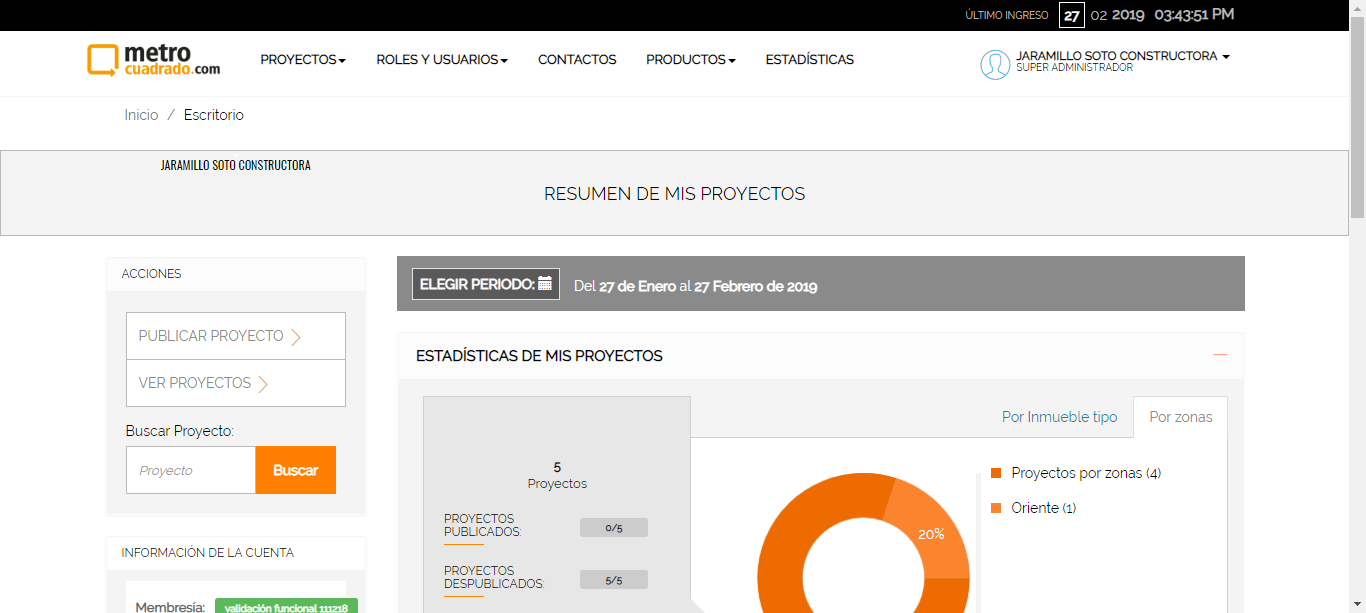 ÚLTIMO INGRESO 27 02 2019 03:43:51 PM
metro
cuadrado.com
PROYECTOS ROLES Y USUARIOS CONTACTOS PRODUCTOS ESTADÍSTICAS
JARAMILLO SOTO CONSTRUCTORA
SUPER ADMINISTRADOR
Inicio / Escritorio
JARAMILLO SOTO CONSTRUCTORA
RESUMEN DE MIS PROYECTOS
ACCIONES
PUBLICAR PROYECTO
VER PROYECTOS
Buscar Proyecto:
Proyecto Buscar
INFORMACIÓN DE LA CUENTA
Membresía: validación funcional 111218
ELEGIR PERIODO: Del 27 de Enero al 27 Febrero de 2019
ESTADÍSTICAS DE MIS PROYECTOS
5
Proyectos
PROYECTOS
PUBLICADOS: 0/5
PROYECTOS
DESPUBLICADOS: 5/5
Por Inmueble tipo Por zonas
20%
Proyectos por zonas (4)
Oriente (1)